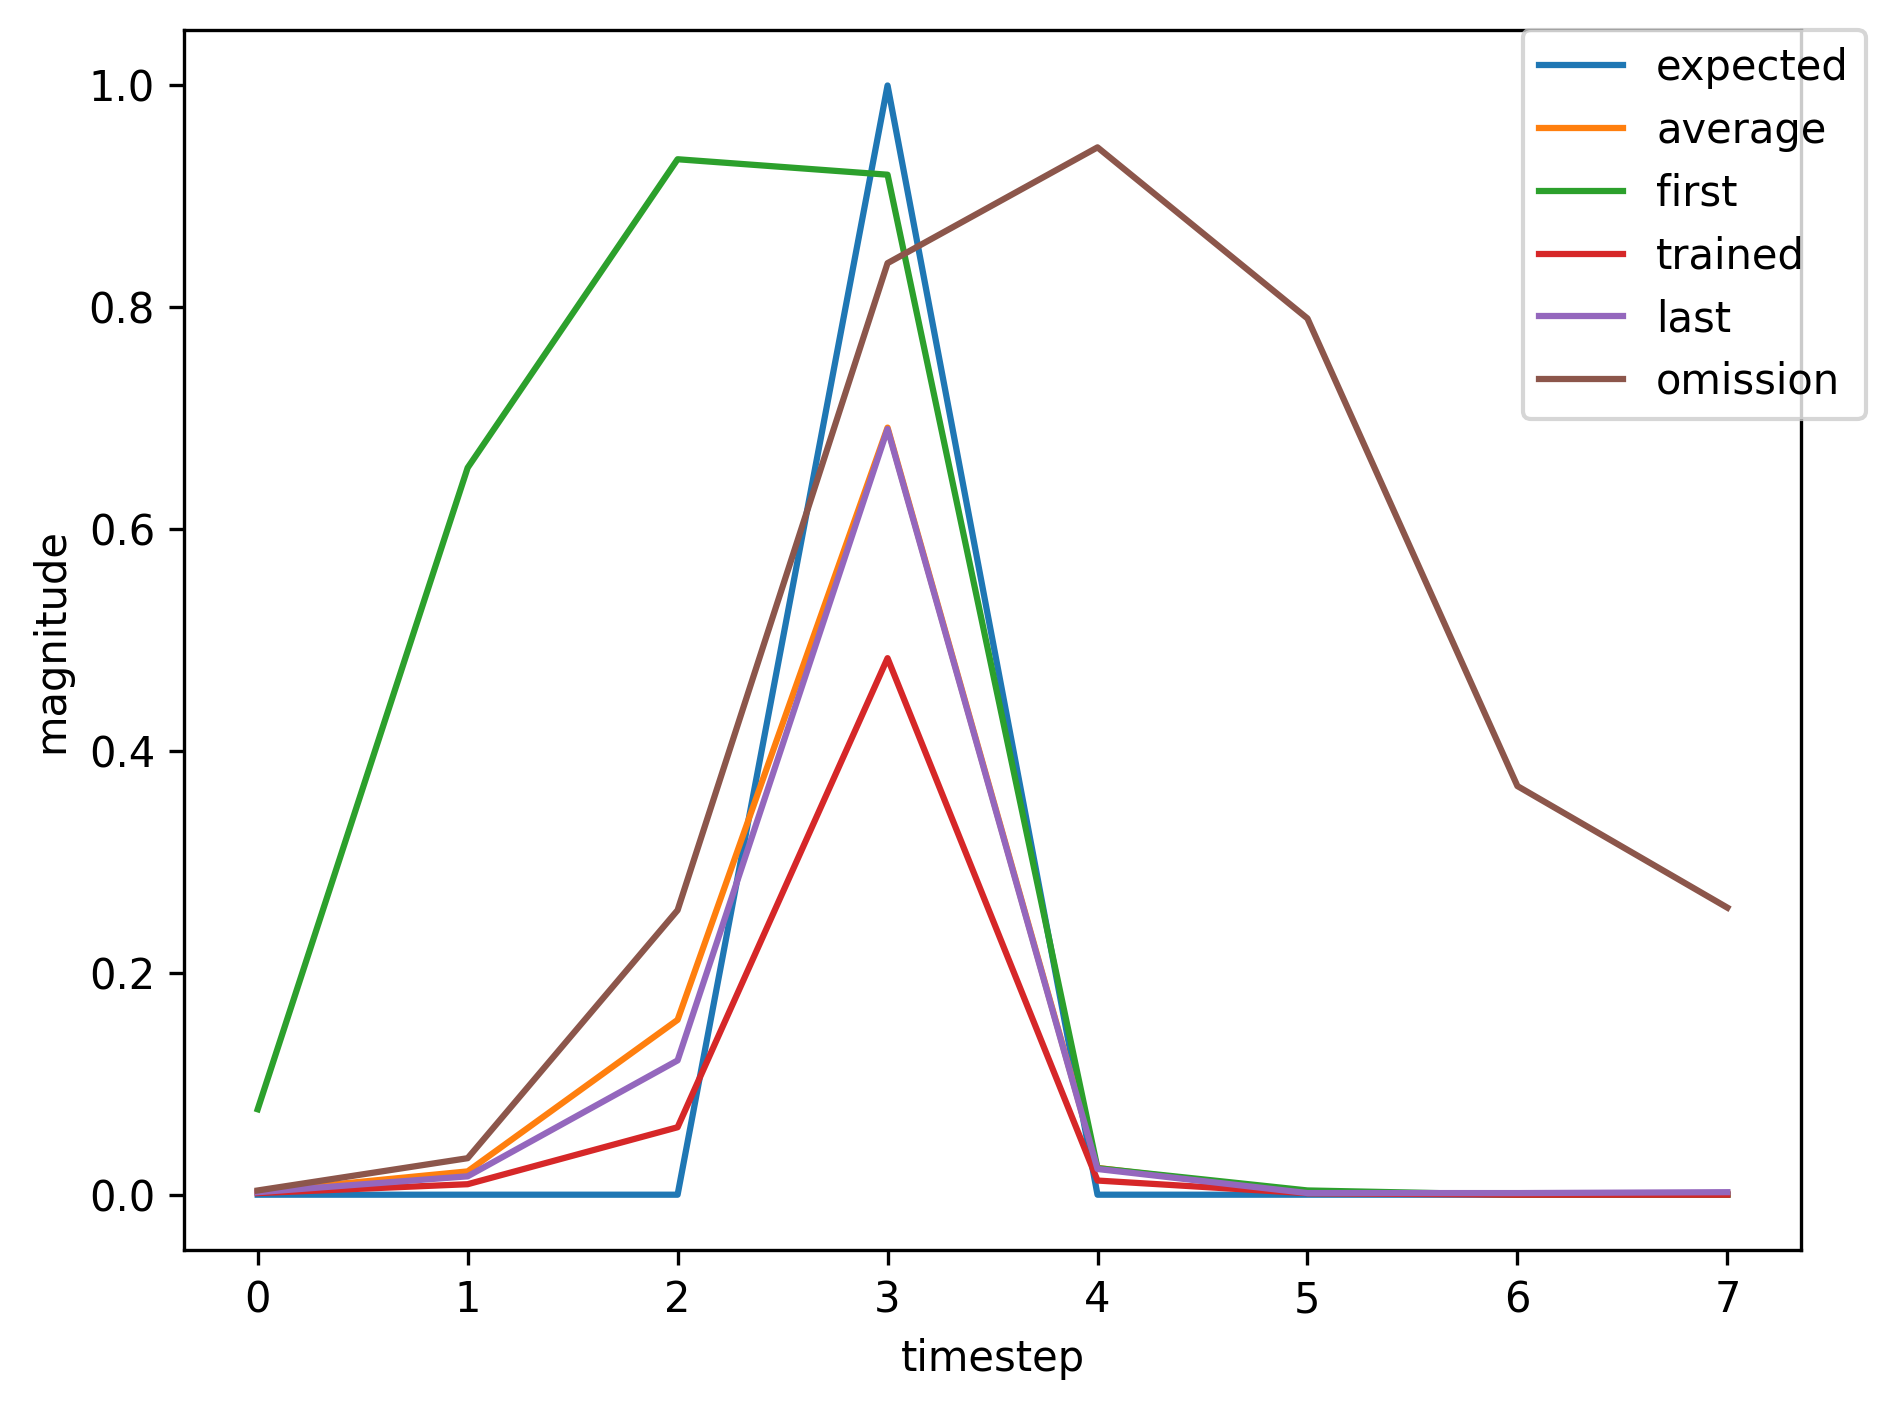 expected
average
first
trained
last
omission
1.0
0.8
0.6
0.4
0.2
0.0
magnitude
0 1 2 3 4 5 6 7
timestep